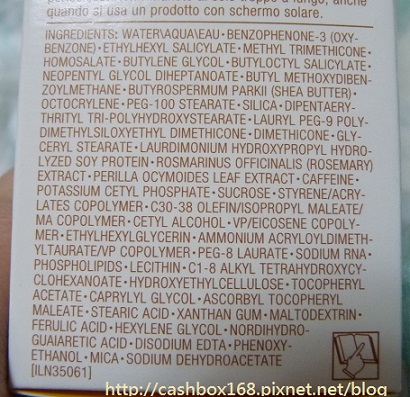 quando si usa un prodotto con schermo solare.
INGREDIENTS: WATER\AQUA\EAU•BENZOPHENONE-3 (OXY-
BENZONE)•ETHYLHEXYL SALICYLATE•METHYL TRIMETHICONE•
HOMOSALATE•BUTYLENE GLYCOL•BUTYLOCTYL SALICYLATE•
NEOPENTYL GLYCOL DIHEPTANOATE•BUTYL METHOXYDIBEN-
ZOYLMETHANE•BUTYROSPERMUM PARKII (SHEA BUTTER)•
OCTOCRYLENE•PEG-100 STEARATE•SILICA•DIPENTAERY-
THRITYL TRI-POLYHYDROXYSTEARATE•LAURYL PEG-9 POLY-
DIMETHYLSILOXYETHYL DIMETHICONE•DIMETHICONE•GLY-
CERYL STEARATE•LAURDIMONIUM HYDROXYPROPYL HYDRO-
LYZED SOY PROTEIN•ROSMARINUS OFFICINALIS (ROSEMARY)
EXTRACT•PERILLA OCYMOIDES LEAF EXTRACT•CAFFEINE•
POTASSIUM CETYL PHOSPHATE•SUCROSE•STYRENE/ACRY-
LATES COPOLYMER•C30-38 OLEFIN/ISOPROPYL MALEATE/
MA COPOLYMER•CETYL ALCOHOL•VP/EICOSENE COPOLY-
MER•ETHYLHEXYLGLYCERIN•AMMONIUM ACRYLOYLDIMETH-
YLTAURATE/VP COPOLYMER•PEG-8 LAURATE•SODIUM RNA•
PHOSPHOLIPIDS•LECITHIN•C1-8 ALKYL TETRAHYDROXYCY-
CLOHEXANOATE•HYDROXYETHYLCELLULOSE•TOCOPHERYL
ACETATE•CAPRYLYL GLYCOL•ASCORBYL TOCOPHERYL
MALEATE•STEARIC ACID•XANTHAN GUM•MALTODEXTRIN•
FERULIC ACID•HEXYLENE GLYCOL•NORDIHYDRO-
GUAIARETIC ACID•DISODIUM EDTA•PHENOXY-
ETHANOL•MICA•SODIUM DEHYDROACETATE
[ILN35061]
http://cashbox168.pixnet.net/blog